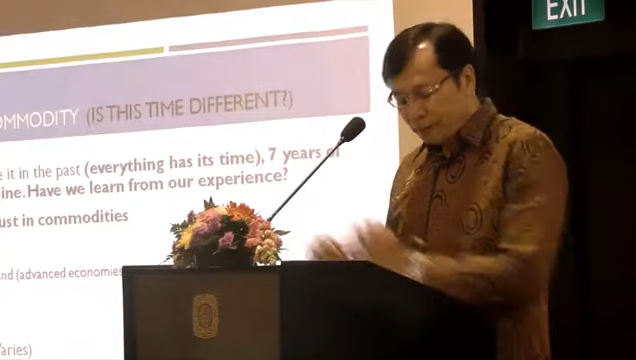 EXIT
OMMODITY (IS THIS TIME DIFFERENT?)
e it in the past (everything has its time), 7 years of
ine. Have we learn from our experience?
ust in commodities
nd (advanced economies
aries)